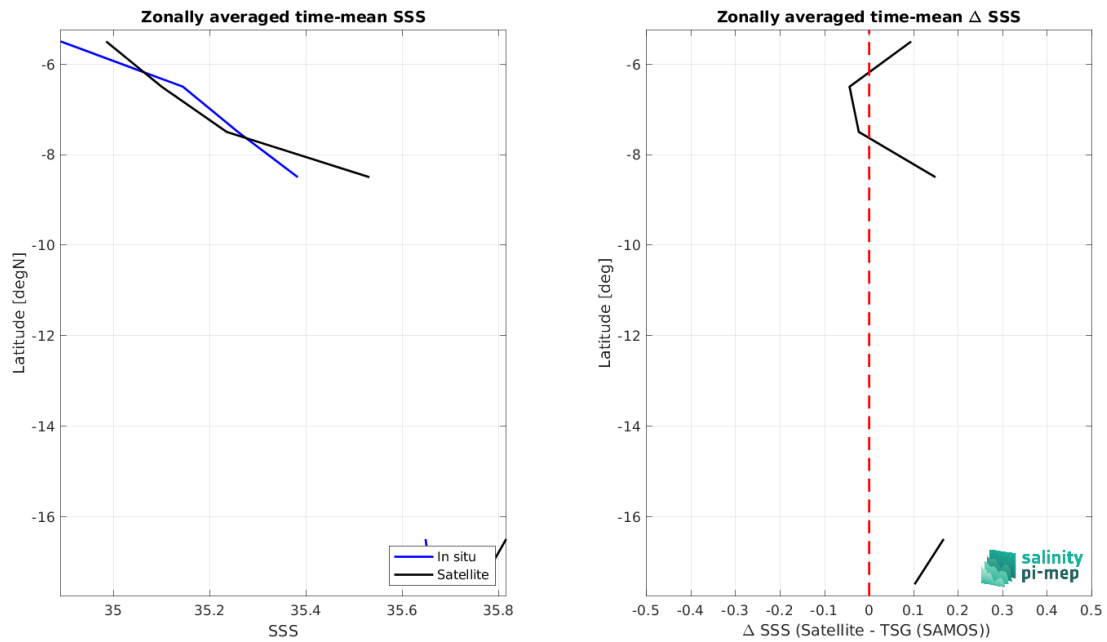 Zonally averaged time-mean SSS
-6
-8
-10
-12
-14
-16
35
35.2
35.4
35.6
35.8
SSS
Latitude [degN]
In situ
Satellite
Zonally averaged time-mean Δ SSS
-6
-8
-10
-12
-14
-16
-0.5
-0.4
-0.3
-0.2
-0.1
0
0.1
0.2
0.3
0.4
0.5
Δ SSS (Satellite - TSG (SAMOS))
Latitude [deg]
salinity
pi-mep